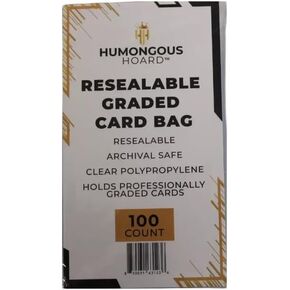 HUMONGOUS
HOARD™
RESEALABLE
GRADED
CARD BAG
RESEALABLE
ARCHIVAL SAFE
CLEAR POLYPROPYLENE
HOLDS PROFESSIONALLY
GRADED CARDS
100
COUNT